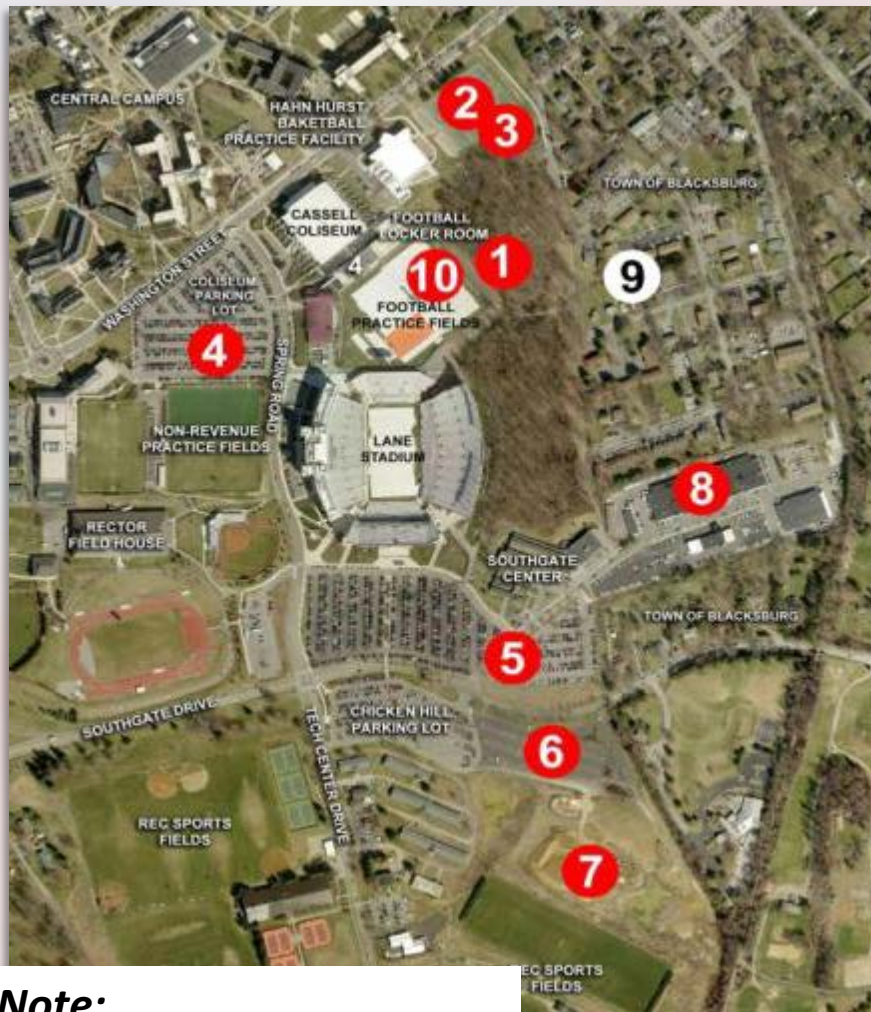 CENTRAL CAMPUS
HAHN HURST
BAKETBALL
PRACTICE FACILITY
2
3
TOWN OF BLACKSBURG
CASSELL
COLISEUM
FOOTBALL
LOCKER ROOM
4
1
10
9
WASHINGTON STREET
COLISEUM
PARKING
LOT
FOOTBALL
PRACTICE FIELDS
4
SPRING ROAD
NON-REVENUE
PRACTICE FIELDS
LANE
STADIUM
8
RECTOR
FIELD HOUSE
SOUTHGATE
CENTER
TOWN OF BLACKSBURG
5
SOUTHGATE DRIVE
CHICKEN HILL
PARKING LOT
TECH CENTER DRIVE
6
REC SPORTS
FIELDS
7
REC SPORTS
FIELDS
Note: